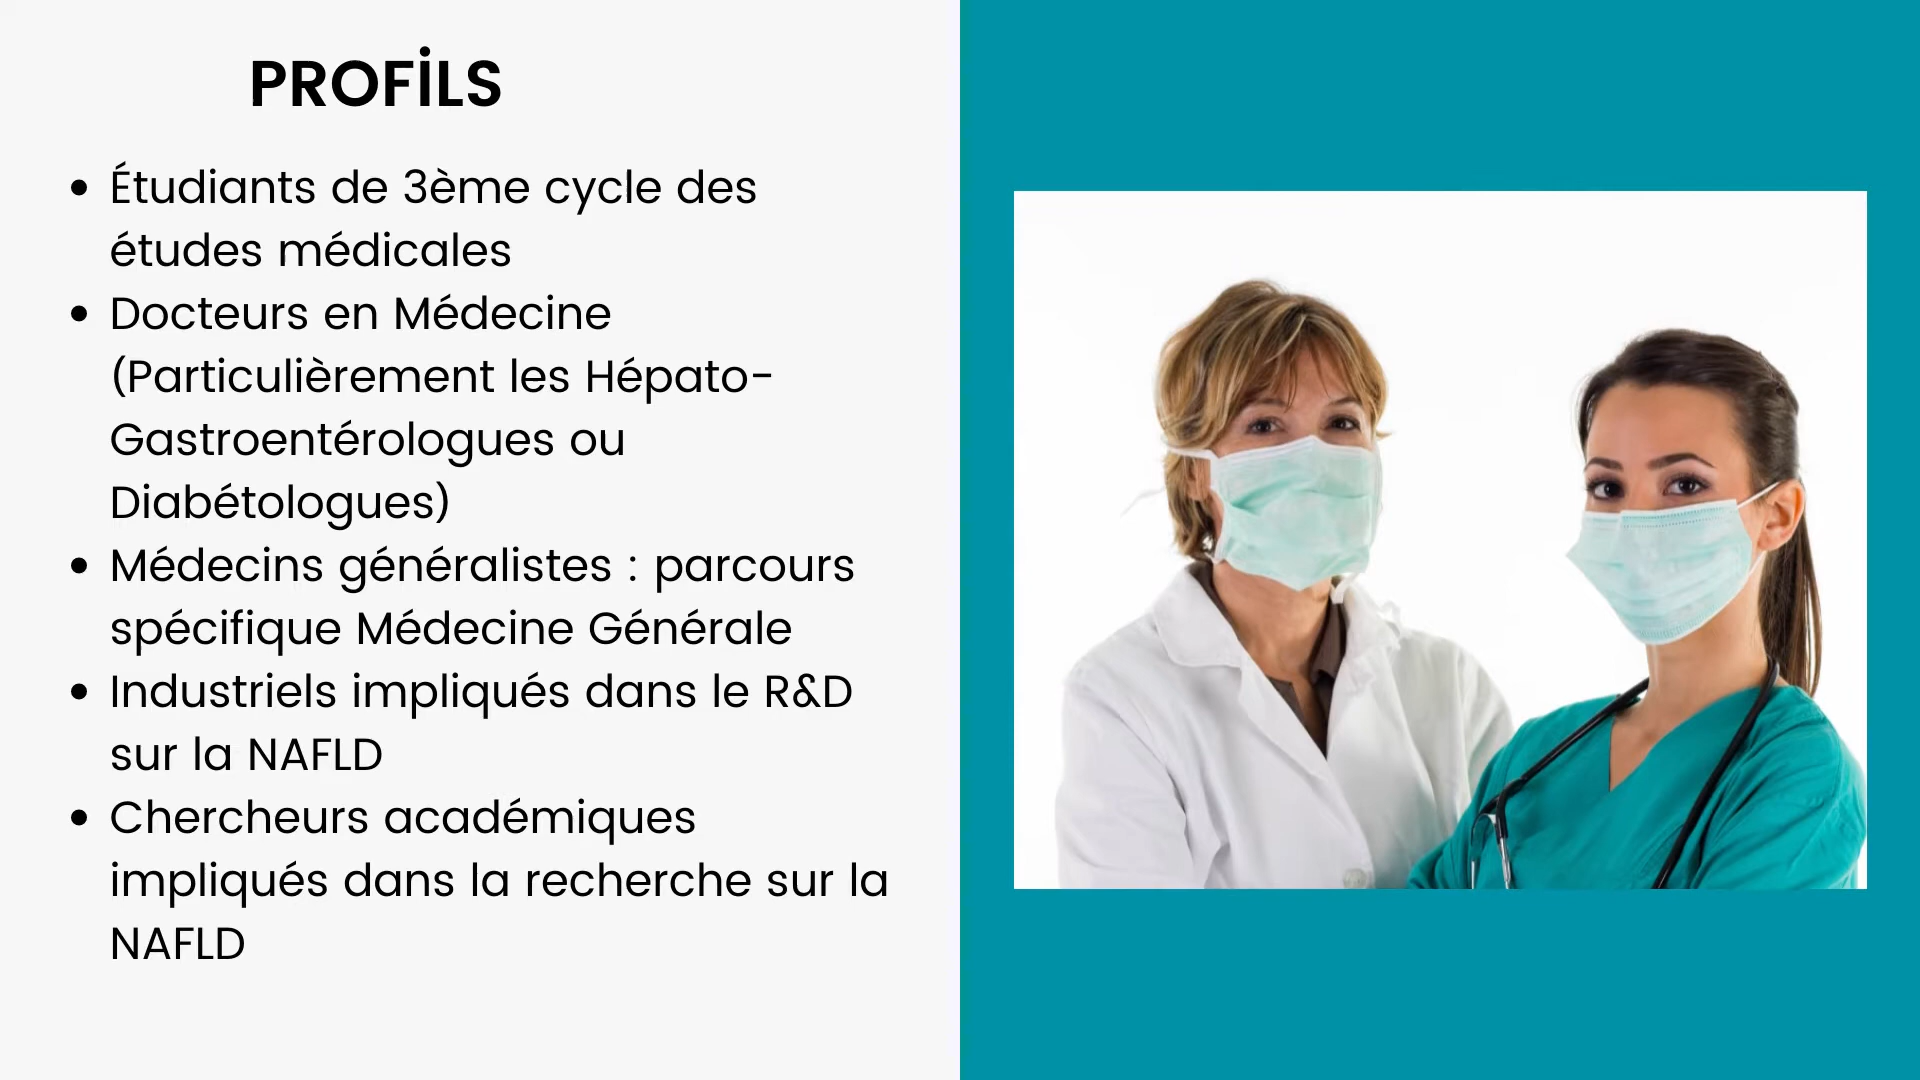 PROFİLS
• Étudiants de 3ème cycle des
études médicales
• Docteurs en Médecine
(Particulièrement les Hépato-
Gastroentérologues ou
Diabétologues)
• Médecins généralistes : parcours
spécifique Médecine Générale
• Industriels impliqués dans le R&D
sur la NAFLD
• Chercheurs académiques
impliqués dans la recherche sur la
NAFLD